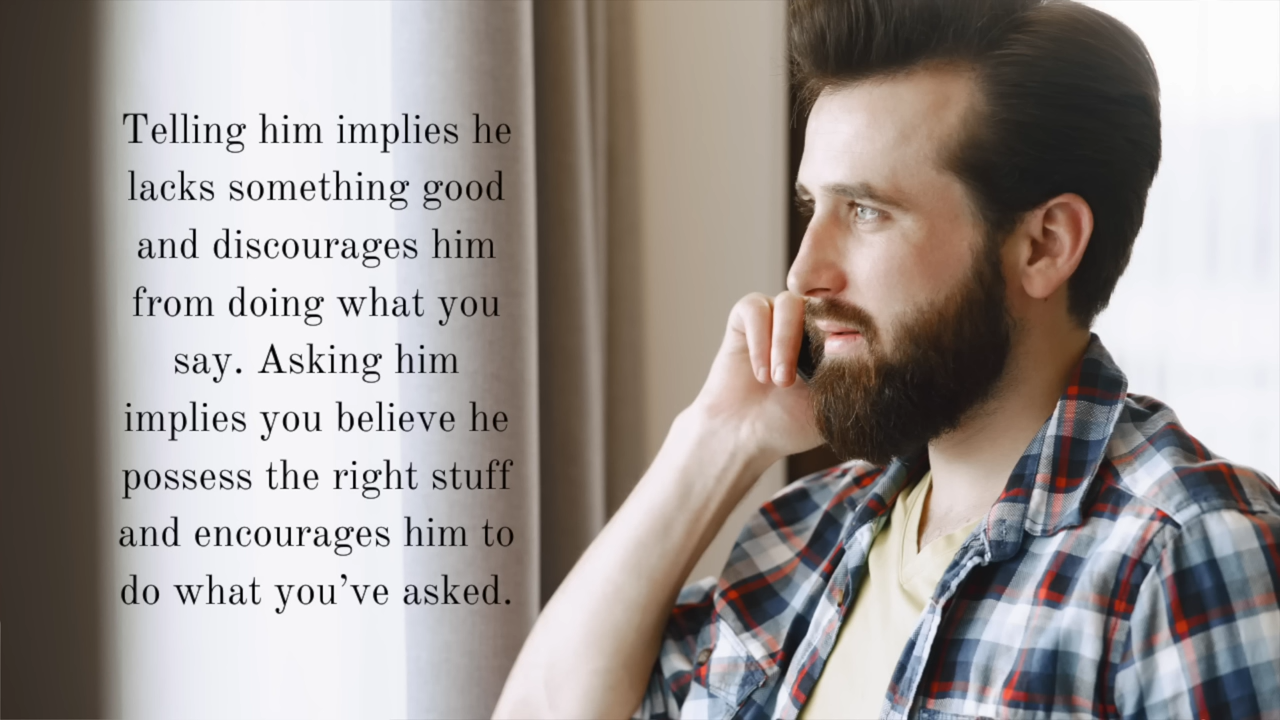 Telling him implies he
lacks something good
and discourages him
from doing what you
say. Asking him
implies you believe he
possess the right stuff
and encourages him to
do what you’ve asked.